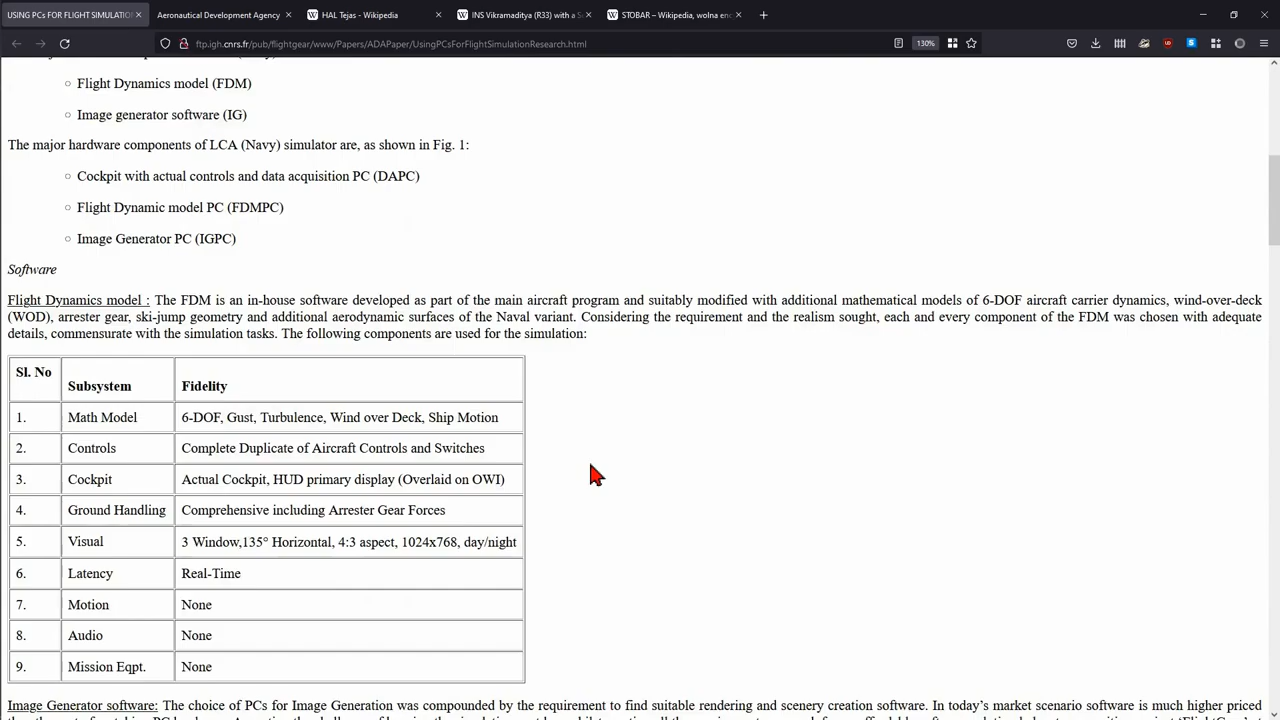 USING PCs FOR FLIGHT SIMULATIO
Aeronautical Development Agency
HAL Tejas - Wikipedia
INS Vikramaditya (R33) with a S
STOBAR – Wikipedia, wolna en
ftp.igh.cnrs.fr/pub/flightgear/www/Papers/ADAPaper/UsingPCsForFlightSimulationResearch.html
130%
Flight Dynamics model (FDM)
Image generator software (IG)
The major hardware components of LCA (Navy) simulator are, as shown in Fig. 1:
Cockpit with actual controls and data acquisition PC (DAPC)
Flight Dynamic model PC (FDMPC)
Image Generator PC (IGPC)
Software
Flight Dynamics model : The FDM is an in-house software developed as part of the main aircraft program and suitably modified with additional mathematical models of 6-DOF aircraft carrier dynamics, wind-over-deck
(WOD), arrester gear, ski-jump geometry and additional aerodynamic surfaces of the Naval variant. Considering the requirement and the realism sought, each and every component of the FDM was chosen with adequate
details, commensurate with the simulation tasks. The following components are used for the simulation:
Sl. No Subsystem Fidelity
1. Math Model 6-DOF, Gust, Turbulence, Wind over Deck, Ship Motion
2. Controls Complete Duplicate of Aircraft Controls and Switches
3. Cockpit Actual Cockpit, HUD primary display (Overlaid on OWI)
4. Ground Handling Comprehensive including Arrester Gear Forces
5. Visual 3 Window,135° Horizontal, 4:3 aspect, 1024x768, day/night
6. Latency Real-Time
7. Motion None
8. Audio None
9. Mission Eqpt. None
Image Generator software: The choice of PCs for Image Generation was compounded by the requirement to find suitable rendering and scenery creation software. In today's market scenario software is much higher priced